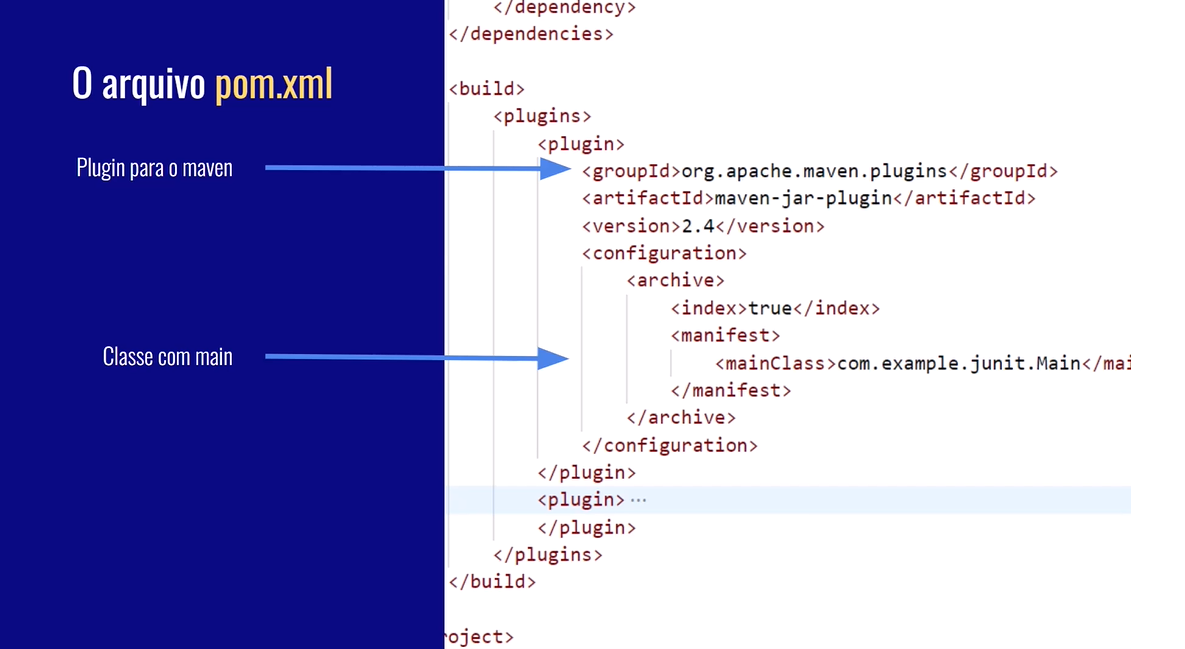 O arquivo pom.xml
Plugin para o maven
Classe com main
</dependency>
</dependencies>
<build>
<plugins>
<plugin>
<groupId>org.apache.maven.plugins</groupId>
<artifactId>maven-jar-plugin</artifactId>
<version>2.4</version>
<configuration>
<archive>
<index>true</index>
<manifest>
<mainClass>com.example.junit.Main</mai
</manifest>
</archive>
</configuration>
</plugin>
<plugin>···
</plugin>
</plugins>
</build>
oject>